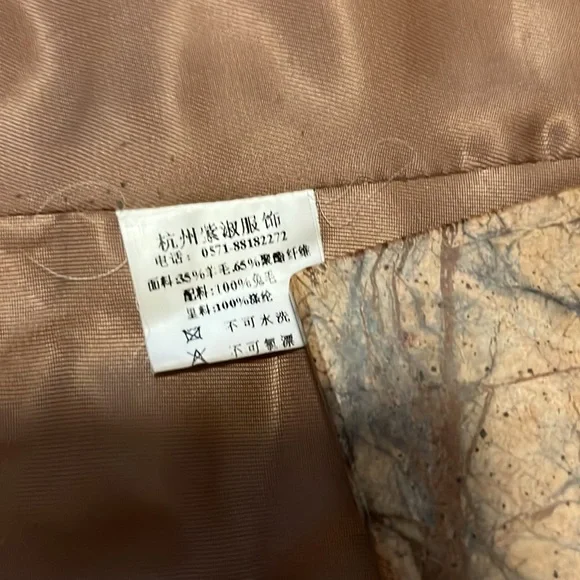 杭州紫淑服饰
电话：0571-88182272
面料:35%羊毛.65%聚酯纤维
配料:100%兔毛
里料:100%涤纶
不可水洗
不可氯漂